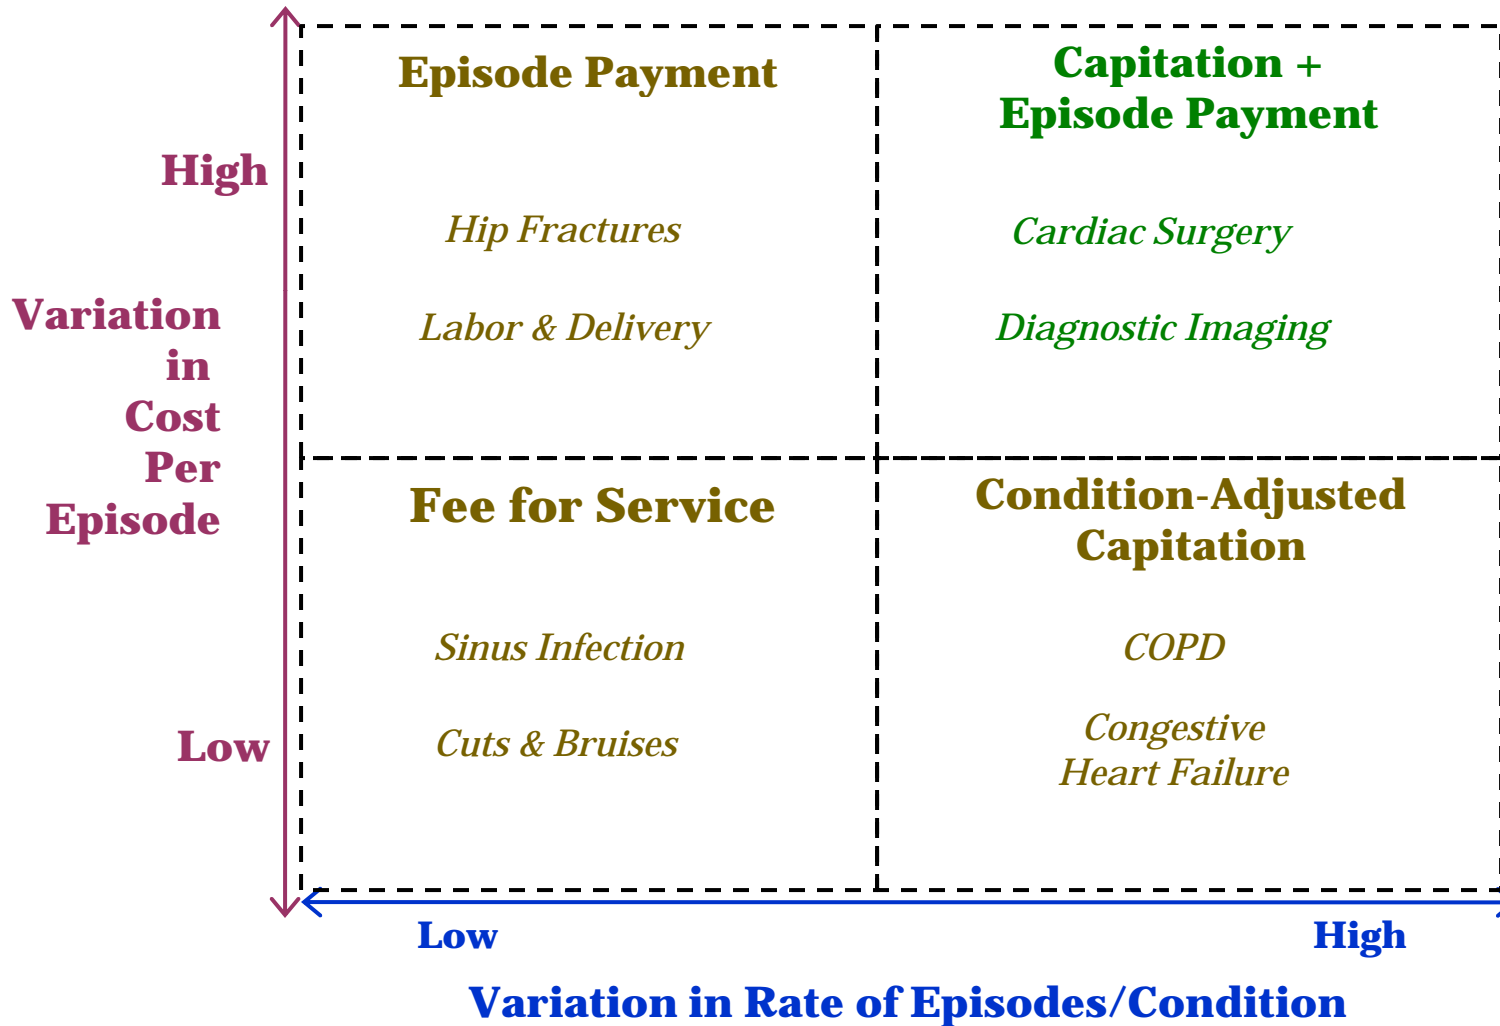 Episode Payment
Capitation +
Episode Payment
High
Hip Fractures
Cardiac Surgery
Labor & Delivery
Diagnostic Imaging
Variation
in
Cost
Per
Episode
Fee for Service
Condition-Adjusted
Capitation
Sinus Infection
COPD
Low
Cuts & Bruises
Congestive
Heart Failure
Low
High
Variation in Rate of Episodes/Condition